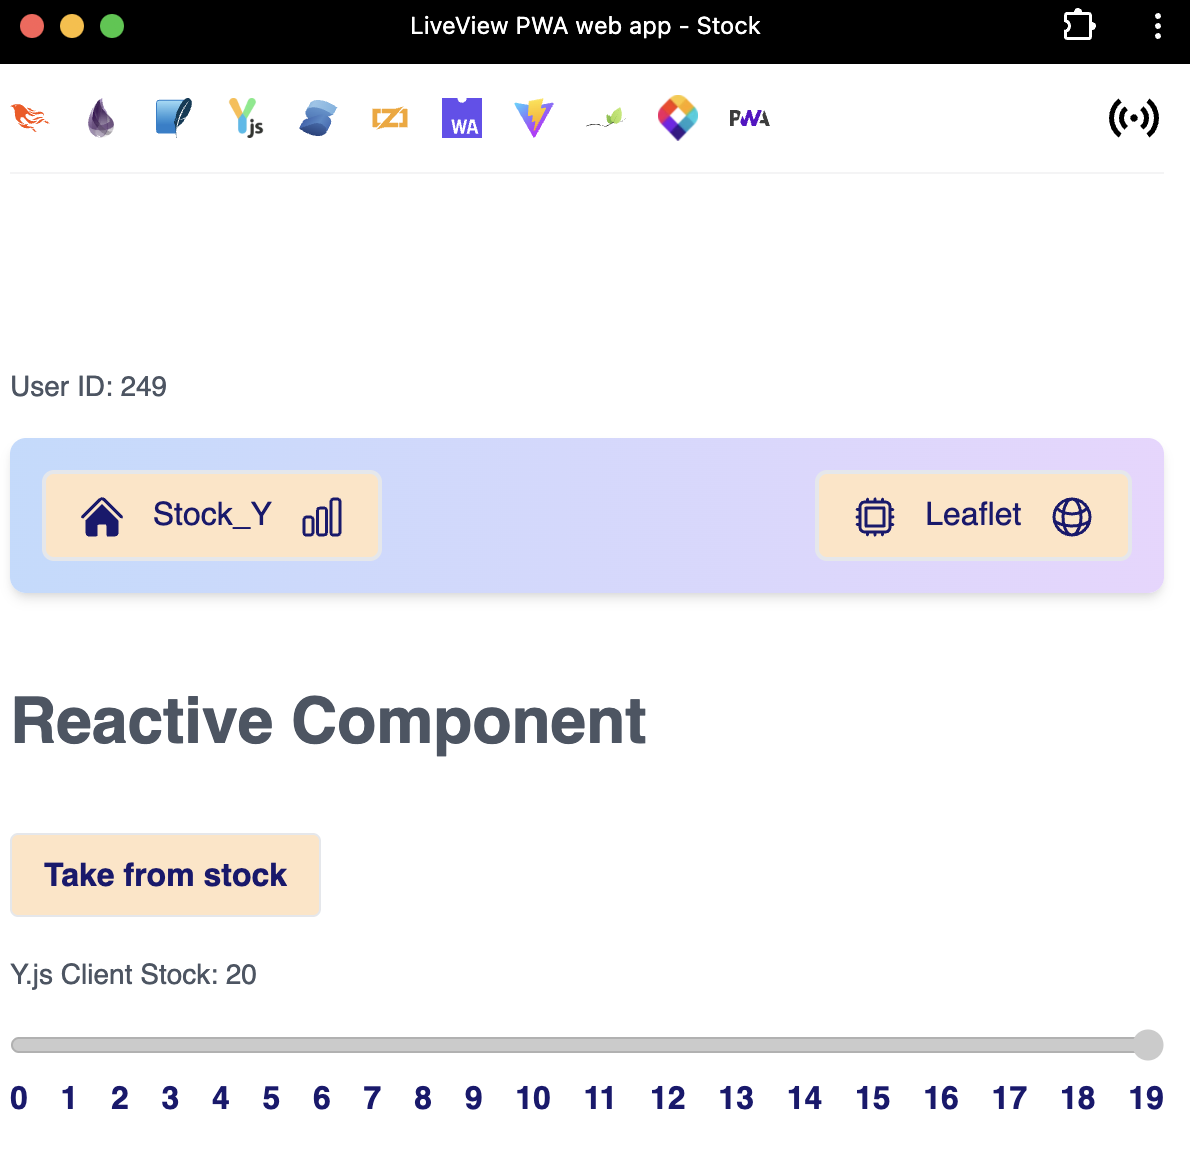 LiveView PWA web app - Stock
Yjs WA PWA
User ID: 249
Stock_Y Leaflet
Reactive Component
Take from stock
Y.js Client Stock: 20
0 1 2 3 4 5 6 7 8 9 10 11 12 13 14 15 16 17 18 19